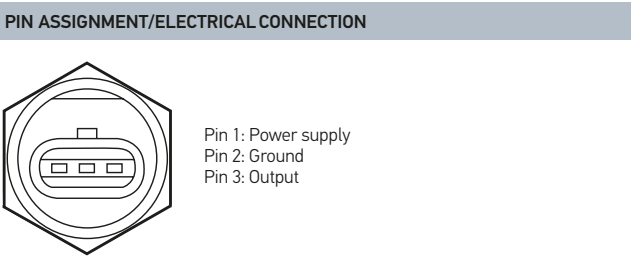 PIN ASSIGNMENT/ELECTRICAL CONNECTION
Pin 1: Power supply
Pin 2: Ground
Pin 3: Output